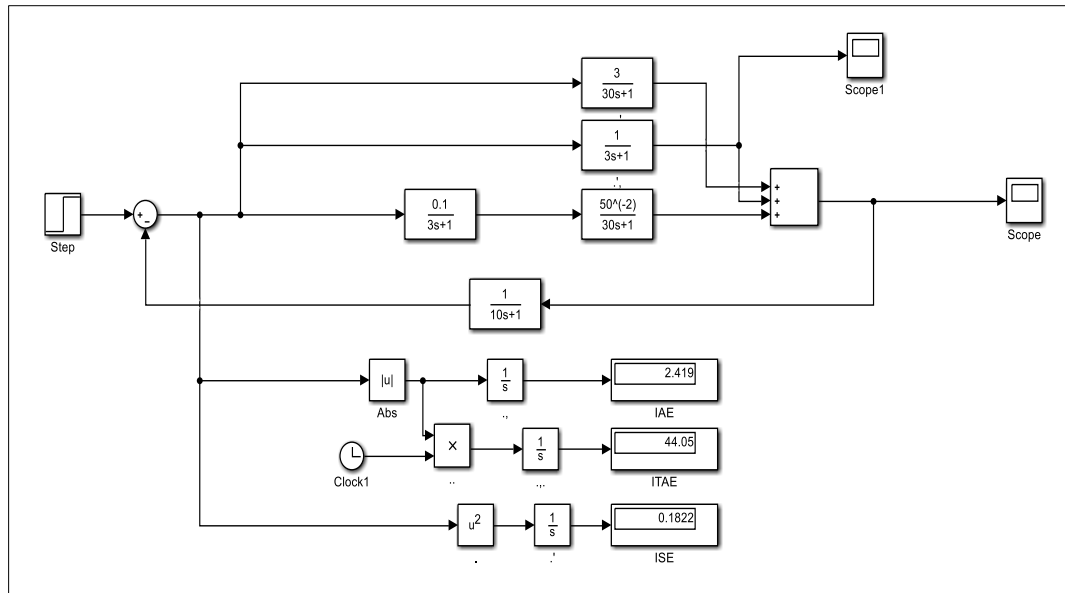 3
30s+1
Scope1
1
3s+1
Step
+
-
0.1
3s+1
50^(-2)
30s+1
+
+
+
Scope
1
10s+1
|u|
Abs
1
s
.,
2.419
IAE
Clock1
×
..
1
s
.,.
44.05
ITAE
u²
.
1
s
.'
0.1822
ISE